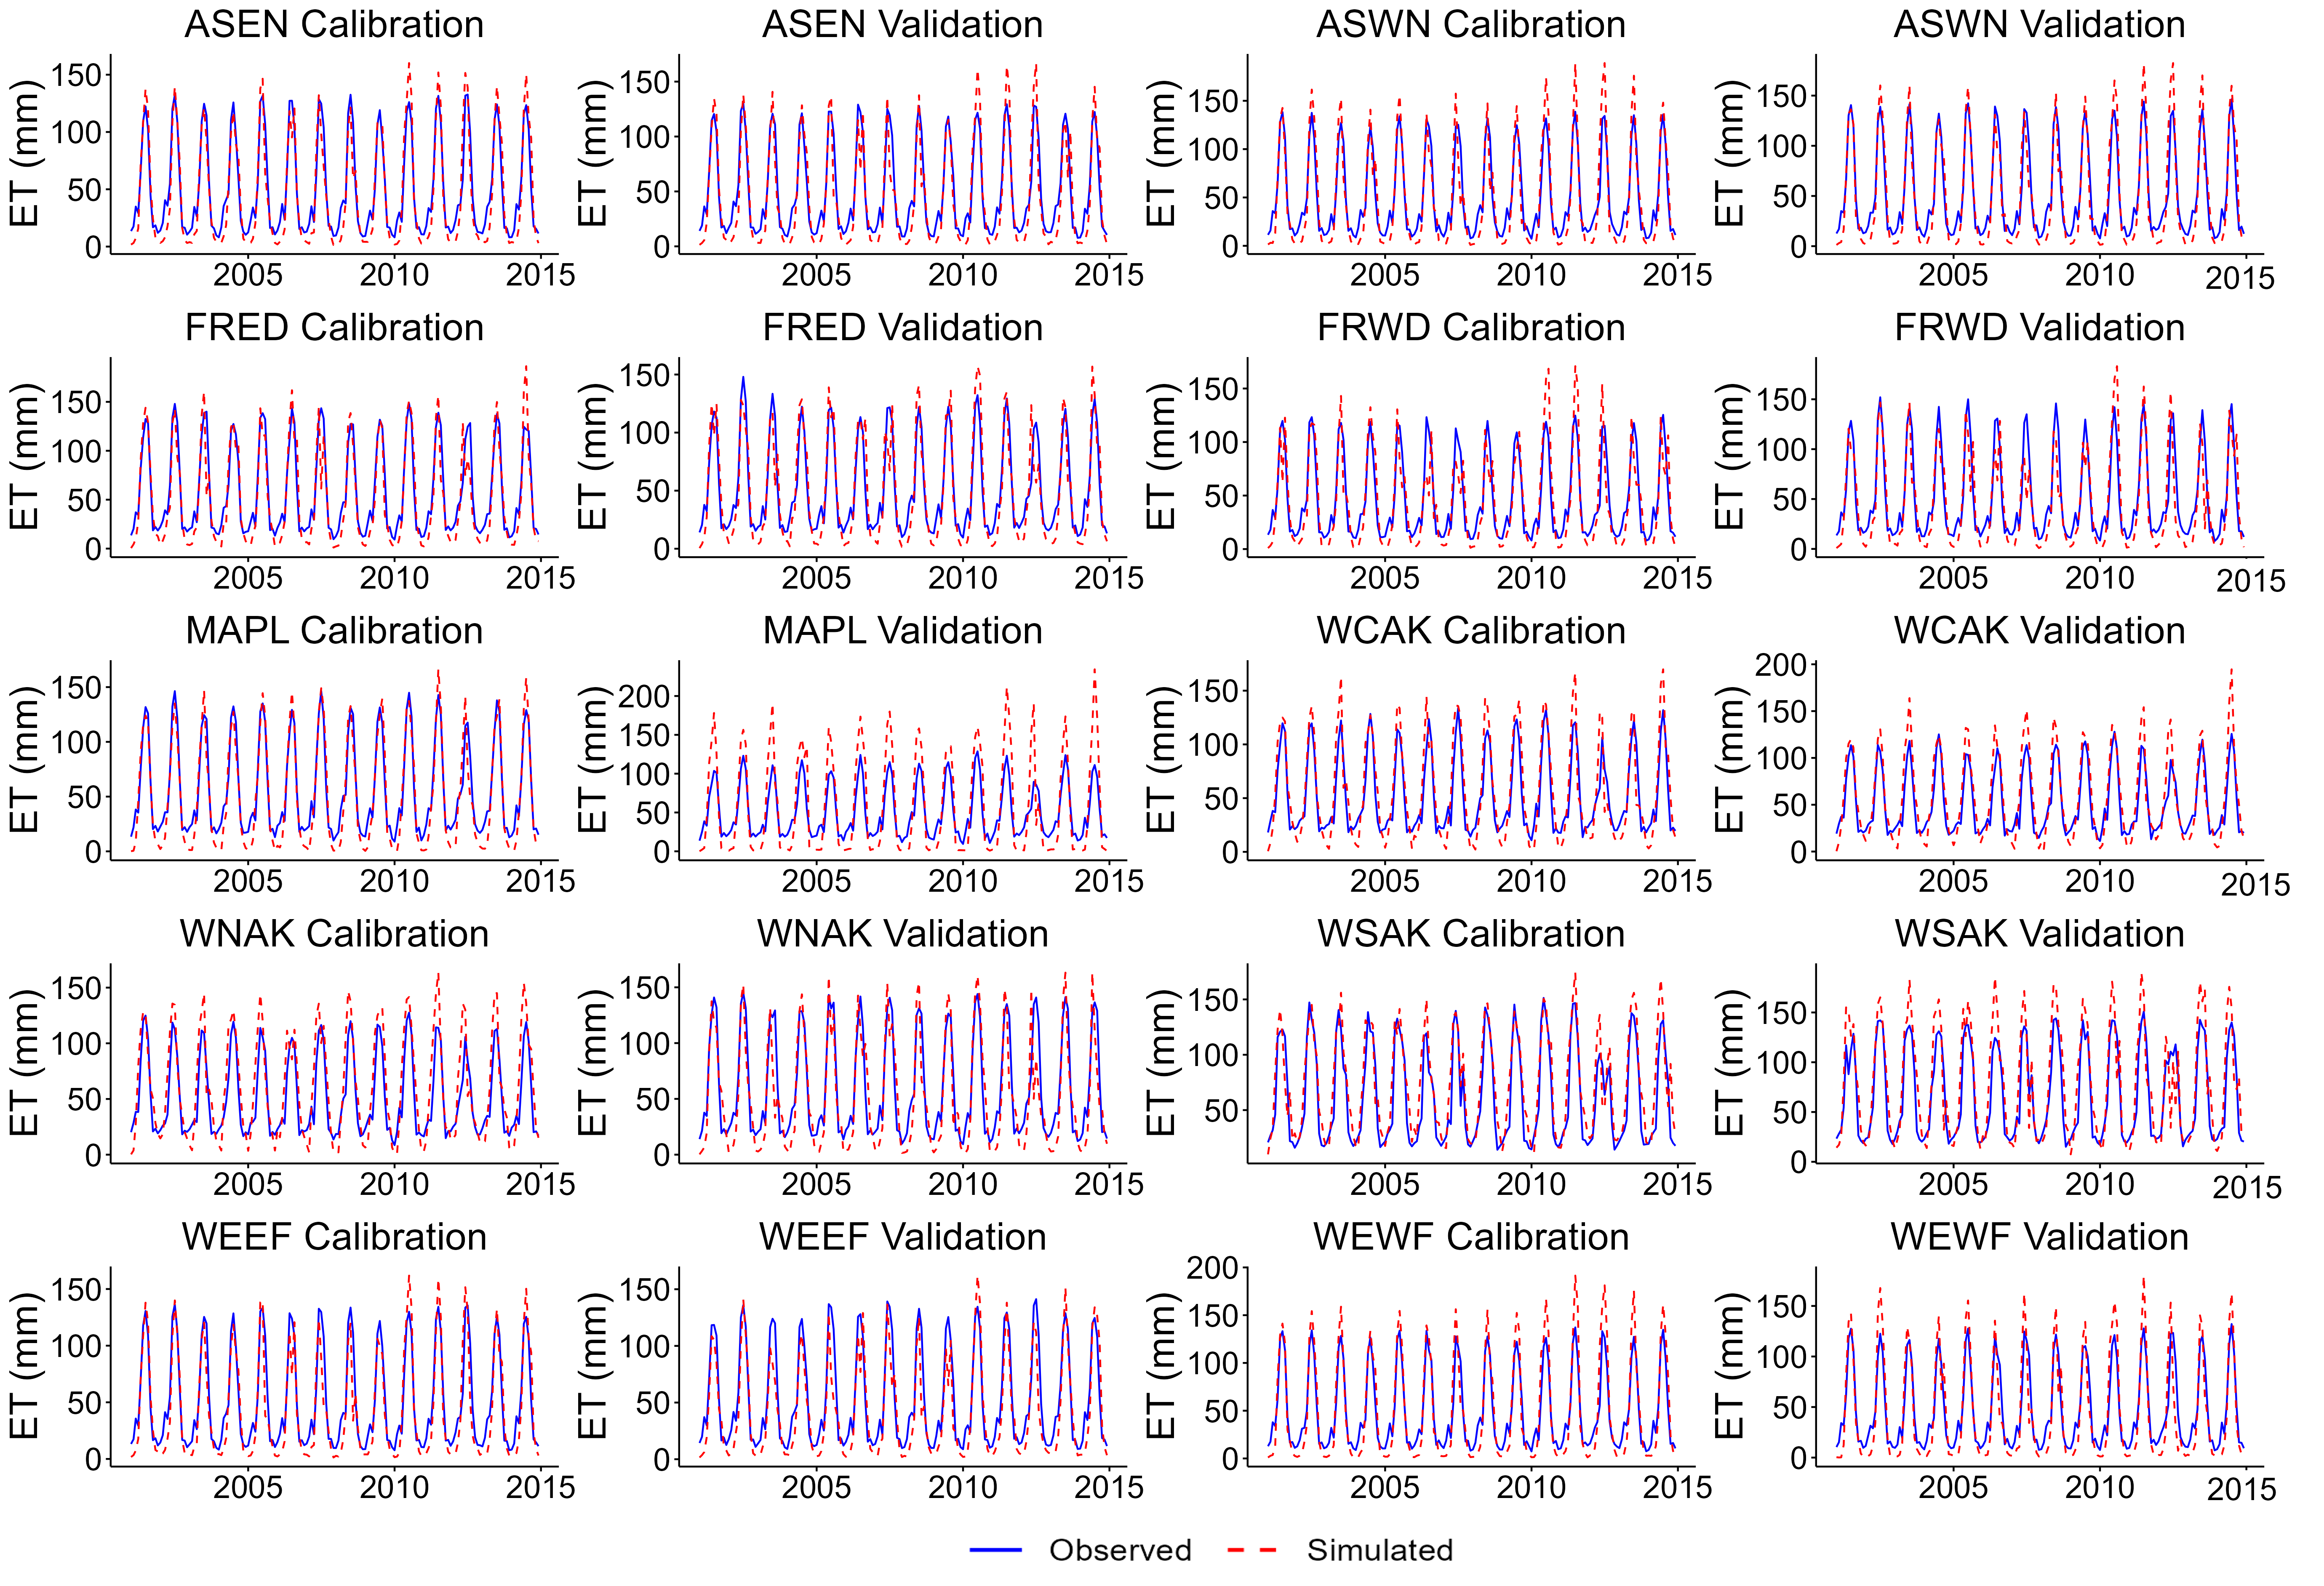 ASEN Calibration ASEN Validation ASWN Calibration ASWN Validation
ET (mm) 150 100 50 0 2005 2010 2015
ET (mm) 150 100 50 0 2005 2010 2015
ET (mm) 150 100 50 0 2005 2010 2015
ET (mm) 150 100 50 0 2005 2010 2015
FRED Calibration FRED Validation FRWD Calibration FRWD Validation
ET (mm) 150 100 50 0 2005 2010 2015
ET (mm) 150 100 50 0 2005 2010 2015
ET (mm) 150 100 50 0 2005 2010 2015
ET (mm) 150 100 50 0 2005 2010 2015
MAPL Calibration MAPL Validation WCAK Calibration WCAK Validation
ET (mm) 150 100 50 0 2005 2010 2015
ET (mm) 200 150 100 50 0 2005 2010 2015
ET (mm) 150 100 50 0 2005 2010 2015
ET (mm) 200 150 100 50 0 2005 2010 2015
WNAK Calibration WNAK Validation WSAK Calibration WSAK Validation
ET (mm) 150 100 50 0 2005 2010 2015
ET (mm) 150 100 50 0 2005 2010 2015
ET (mm) 150 100 50 2005 2010 2015
ET (mm) 150 100 50 0 2005 2010 2015
WEEF Calibration WEEF Validation WEWF Calibration WEWF Validation
ET (mm) 150 100 50 0 2005 2010 2015
ET (mm) 150 100 50 0 2005 2010 2015
ET (mm) 200 150 100 50 0 2005 2010 2015
ET (mm) 150 100 50 0 2005 2010 2015
Observed Simulated